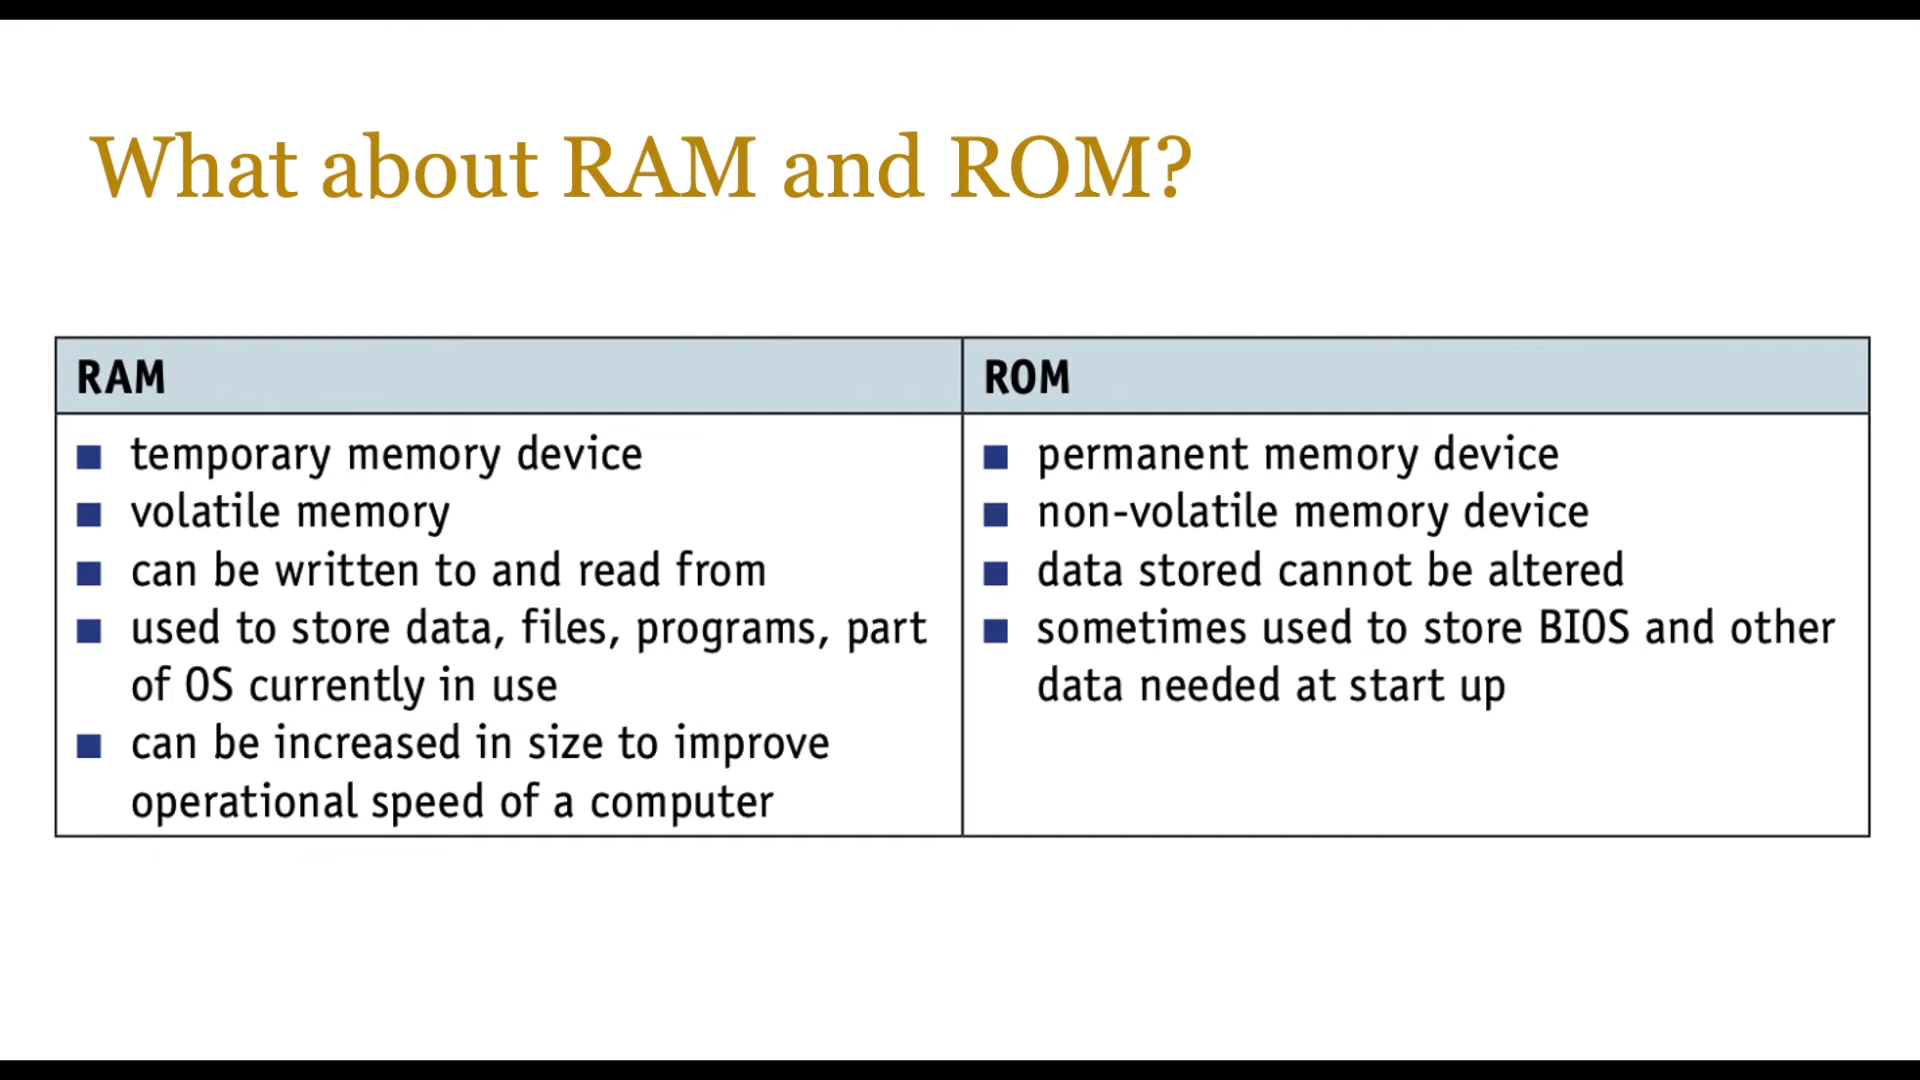 What about RAM and ROM?
RAM
temporary memory device
volatile memory
can be written to and read from
used to store data, files, programs, part
of OS currently in use
can be increased in size to improve
operational speed of a computer
ROM
permanent memory device
non-volatile memory device
data stored cannot be altered
sometimes used to store BIOS and other
data needed at start up